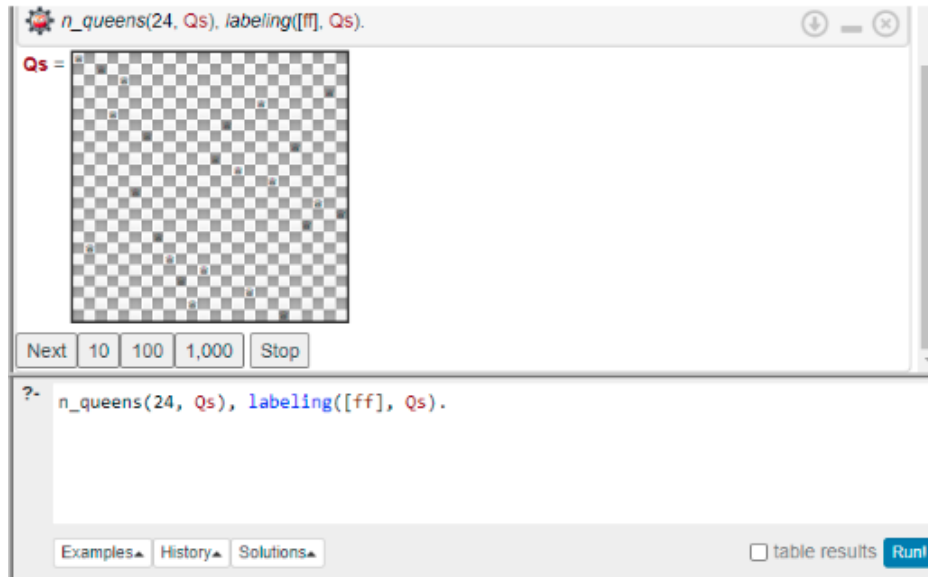 n_queens(24, Qs), labeling([ff], Qs).
Qs =
Next 10 100 1,000 Stop
?- n_queens(24, Qs), labeling([ff], Qs).
Examples▴ History▴ Solutions▴ table results Run!